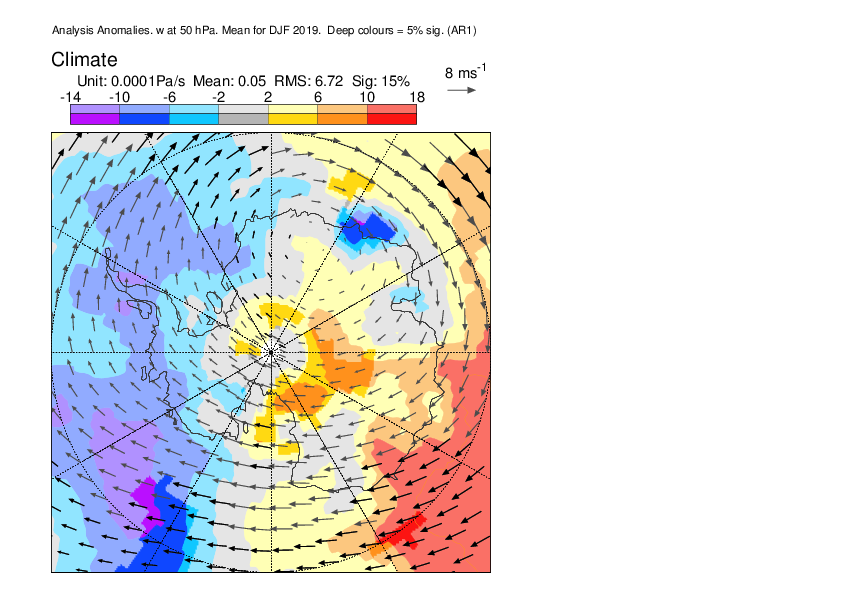 Analysis Anomalies. w at 50 hPa. Mean for DJF 2019. Deep colours = 5% sig. (AR1)
Climate
Unit: 0.0001Pa/s Mean: 0.05 RMS: 6.72 Sig: 15%
8 ms-1
-14 -10 -6 -2 2 6 10 18